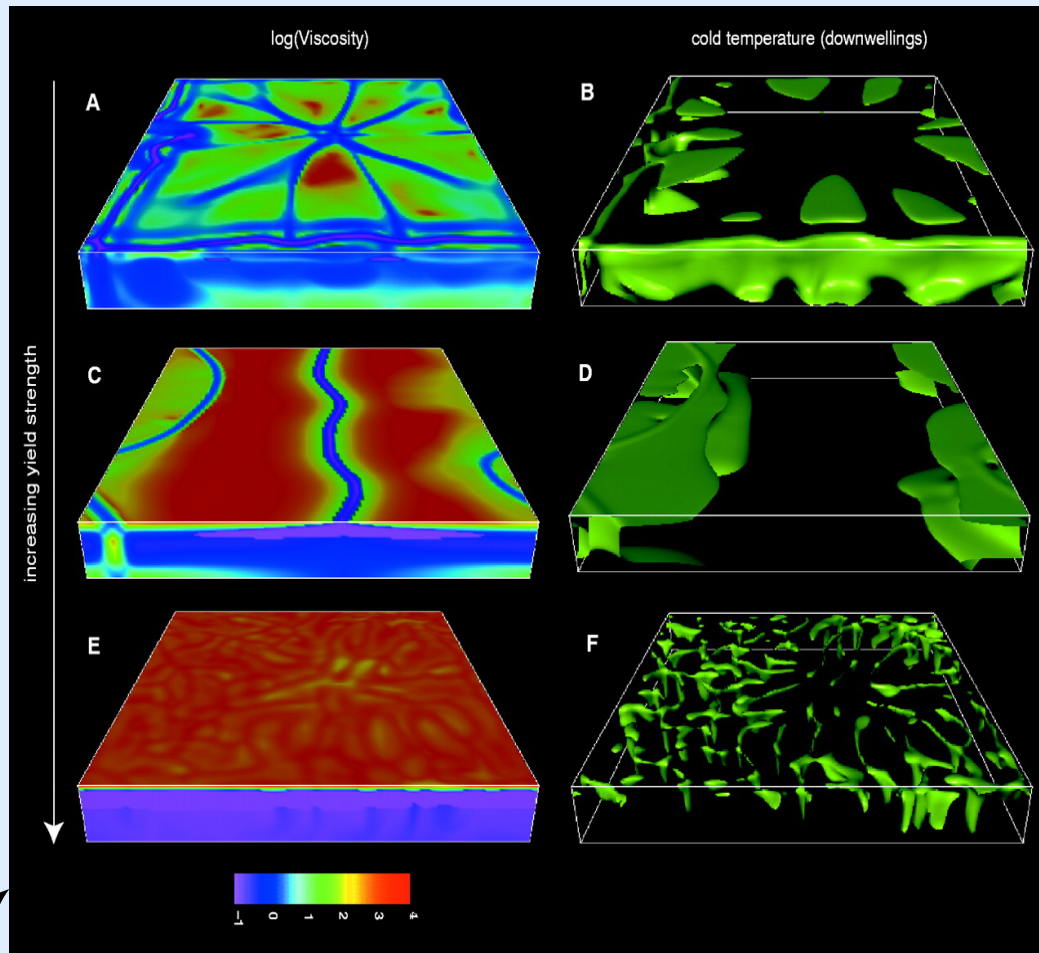 log(Viscosity)
cold temperature (downwellings)
A
B
increasing yield strength
C
D
E
F
-1 0 1 2 3 4